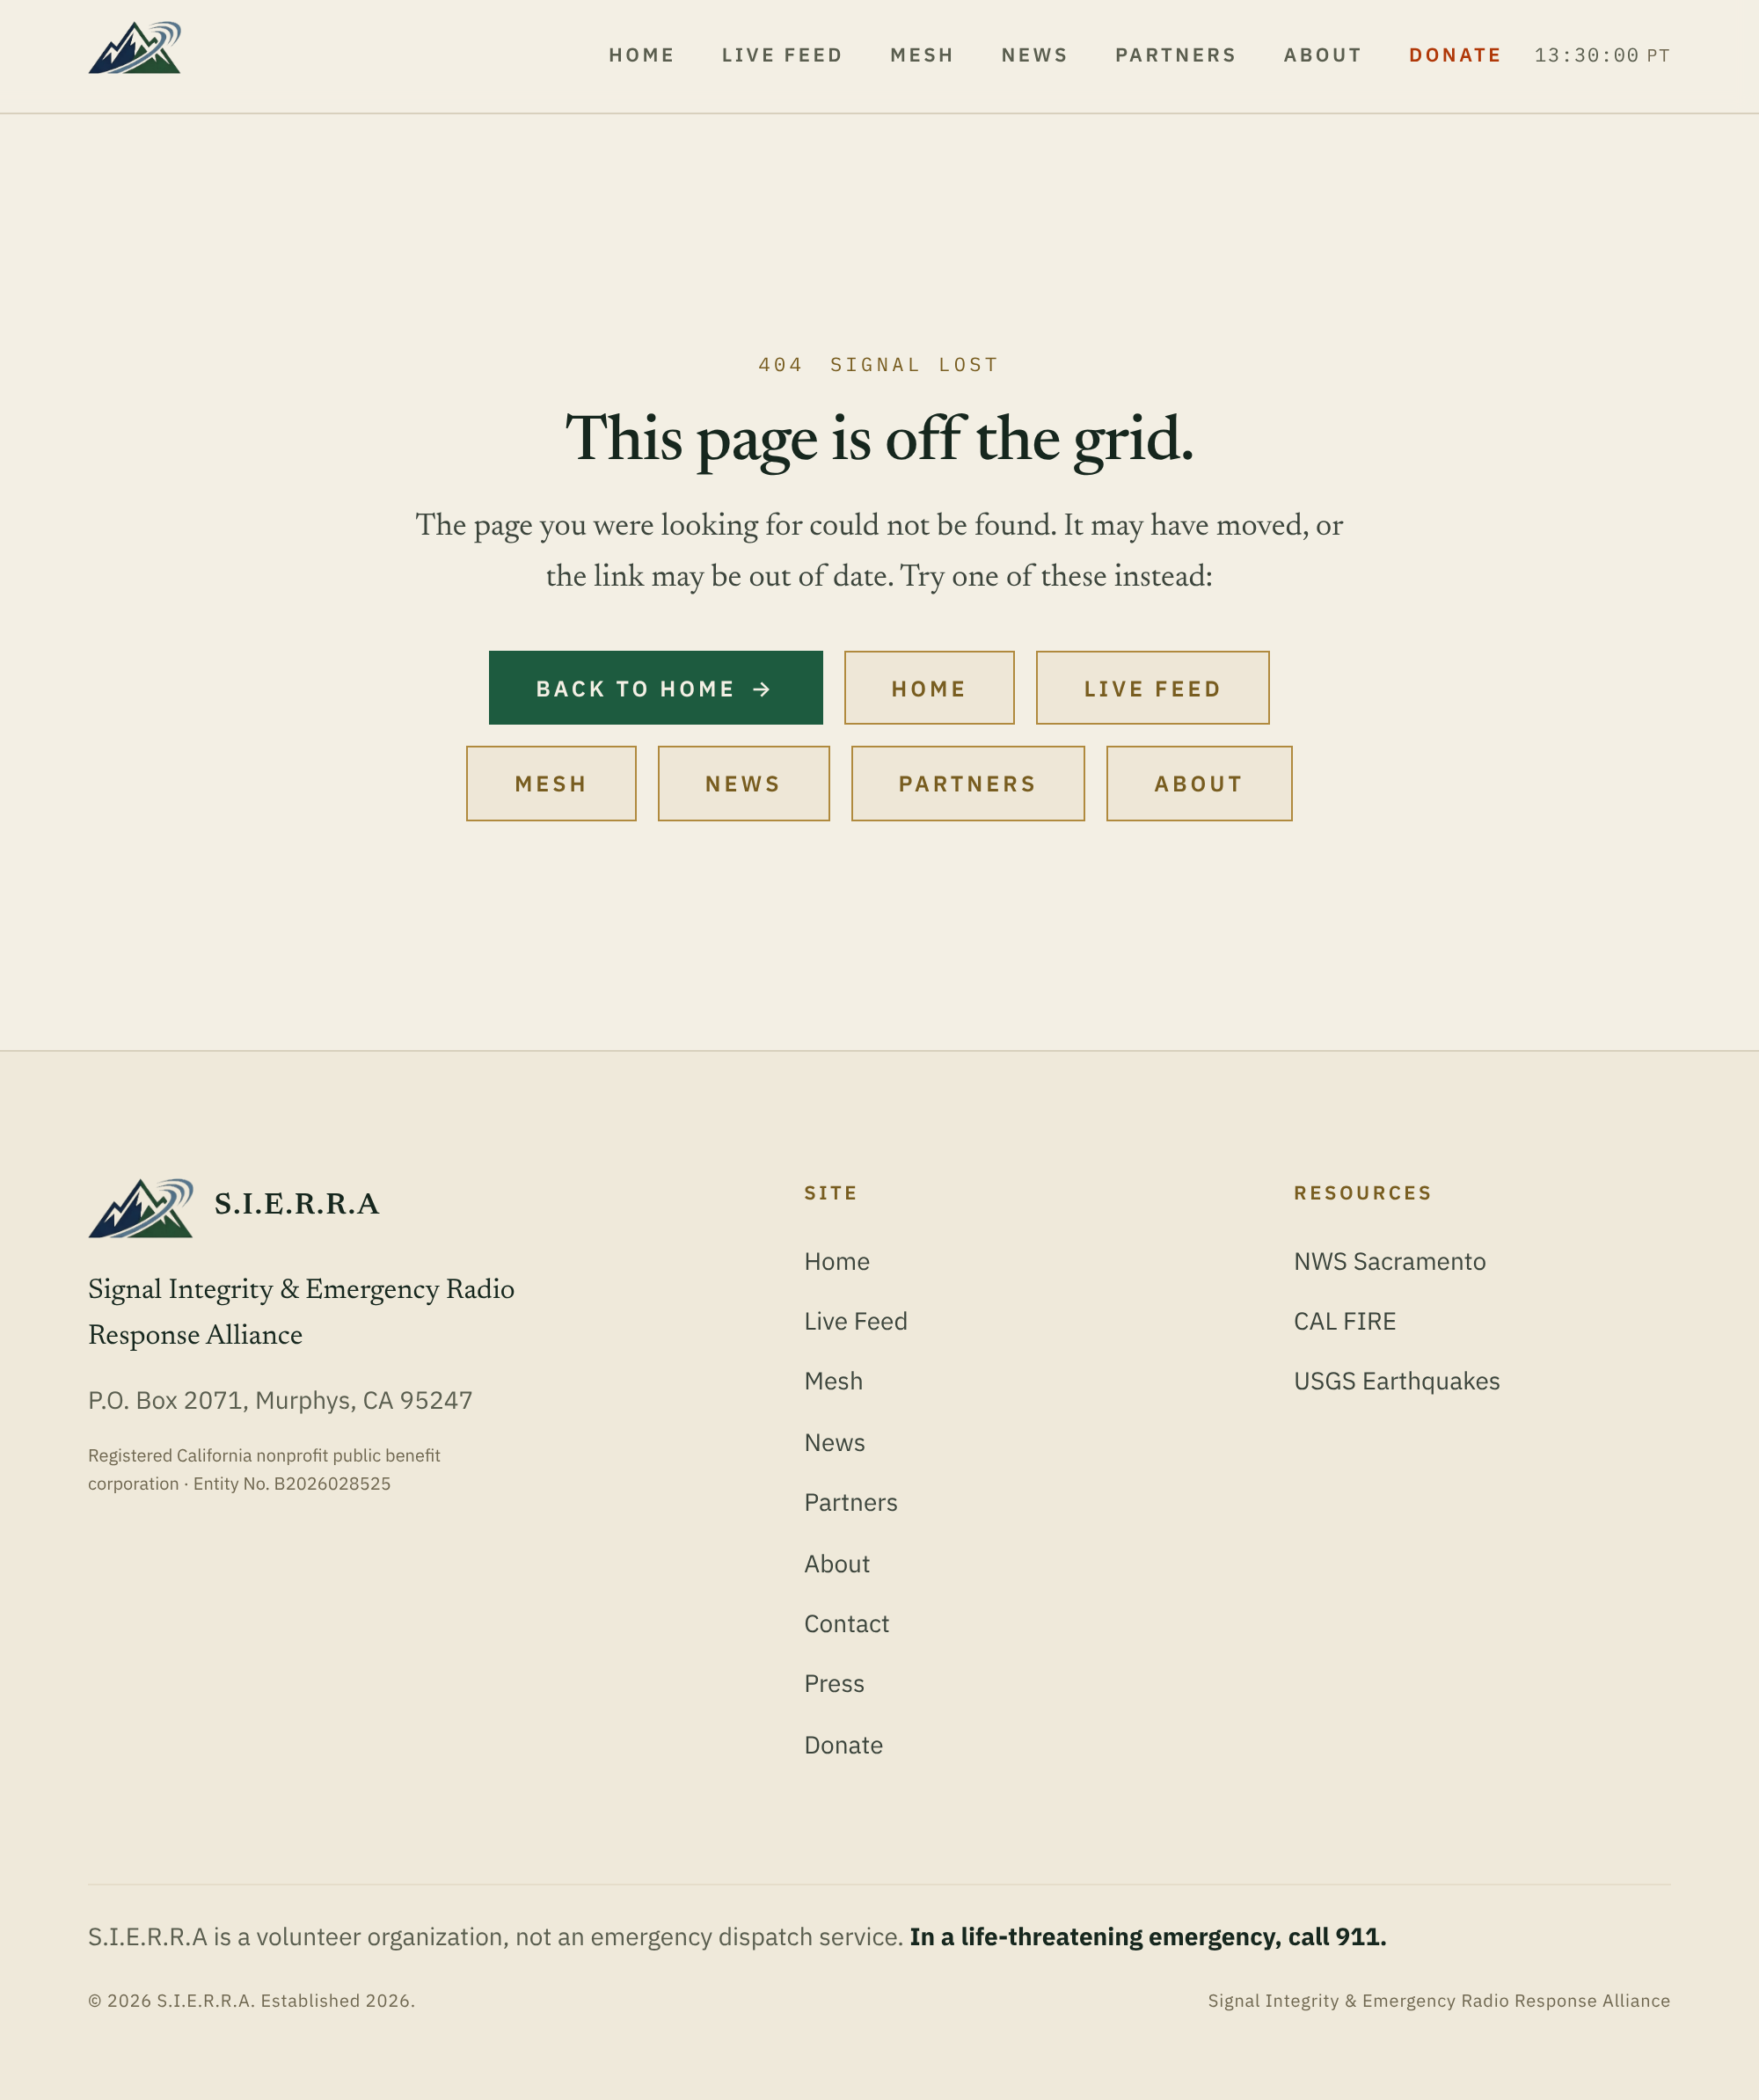 HOME LIVE FEED MESH NEWS PARTNERS ABOUT DONATE 13:30:00 PT
404 SIGNAL LOST
This page is off the grid.
The page you were looking for could not be found. It may have moved, or
the link may be out of date. Try one of these instead:
BACK TO HOME → HOME LIVE FEED
MESH NEWS PARTNERS ABOUT
S.I.E.R.R.A
Signal Integrity & Emergency Radio
Response Alliance
P.O. Box 2071, Murphys, CA 95247
Registered California nonprofit public benefit
corporation · Entity No. B2026028525
SITE
Home
Live Feed
Mesh
News
Partners
About
Contact
Press
Donate
RESOURCES
NWS Sacramento
CAL FIRE
USGS Earthquakes
S.I.E.R.R.A is a volunteer organization, not an emergency dispatch service. In a life-threatening emergency, call 911.
© 2026 S.I.E.R.R.A. Established 2026.
Signal Integrity & Emergency Radio Response Alliance